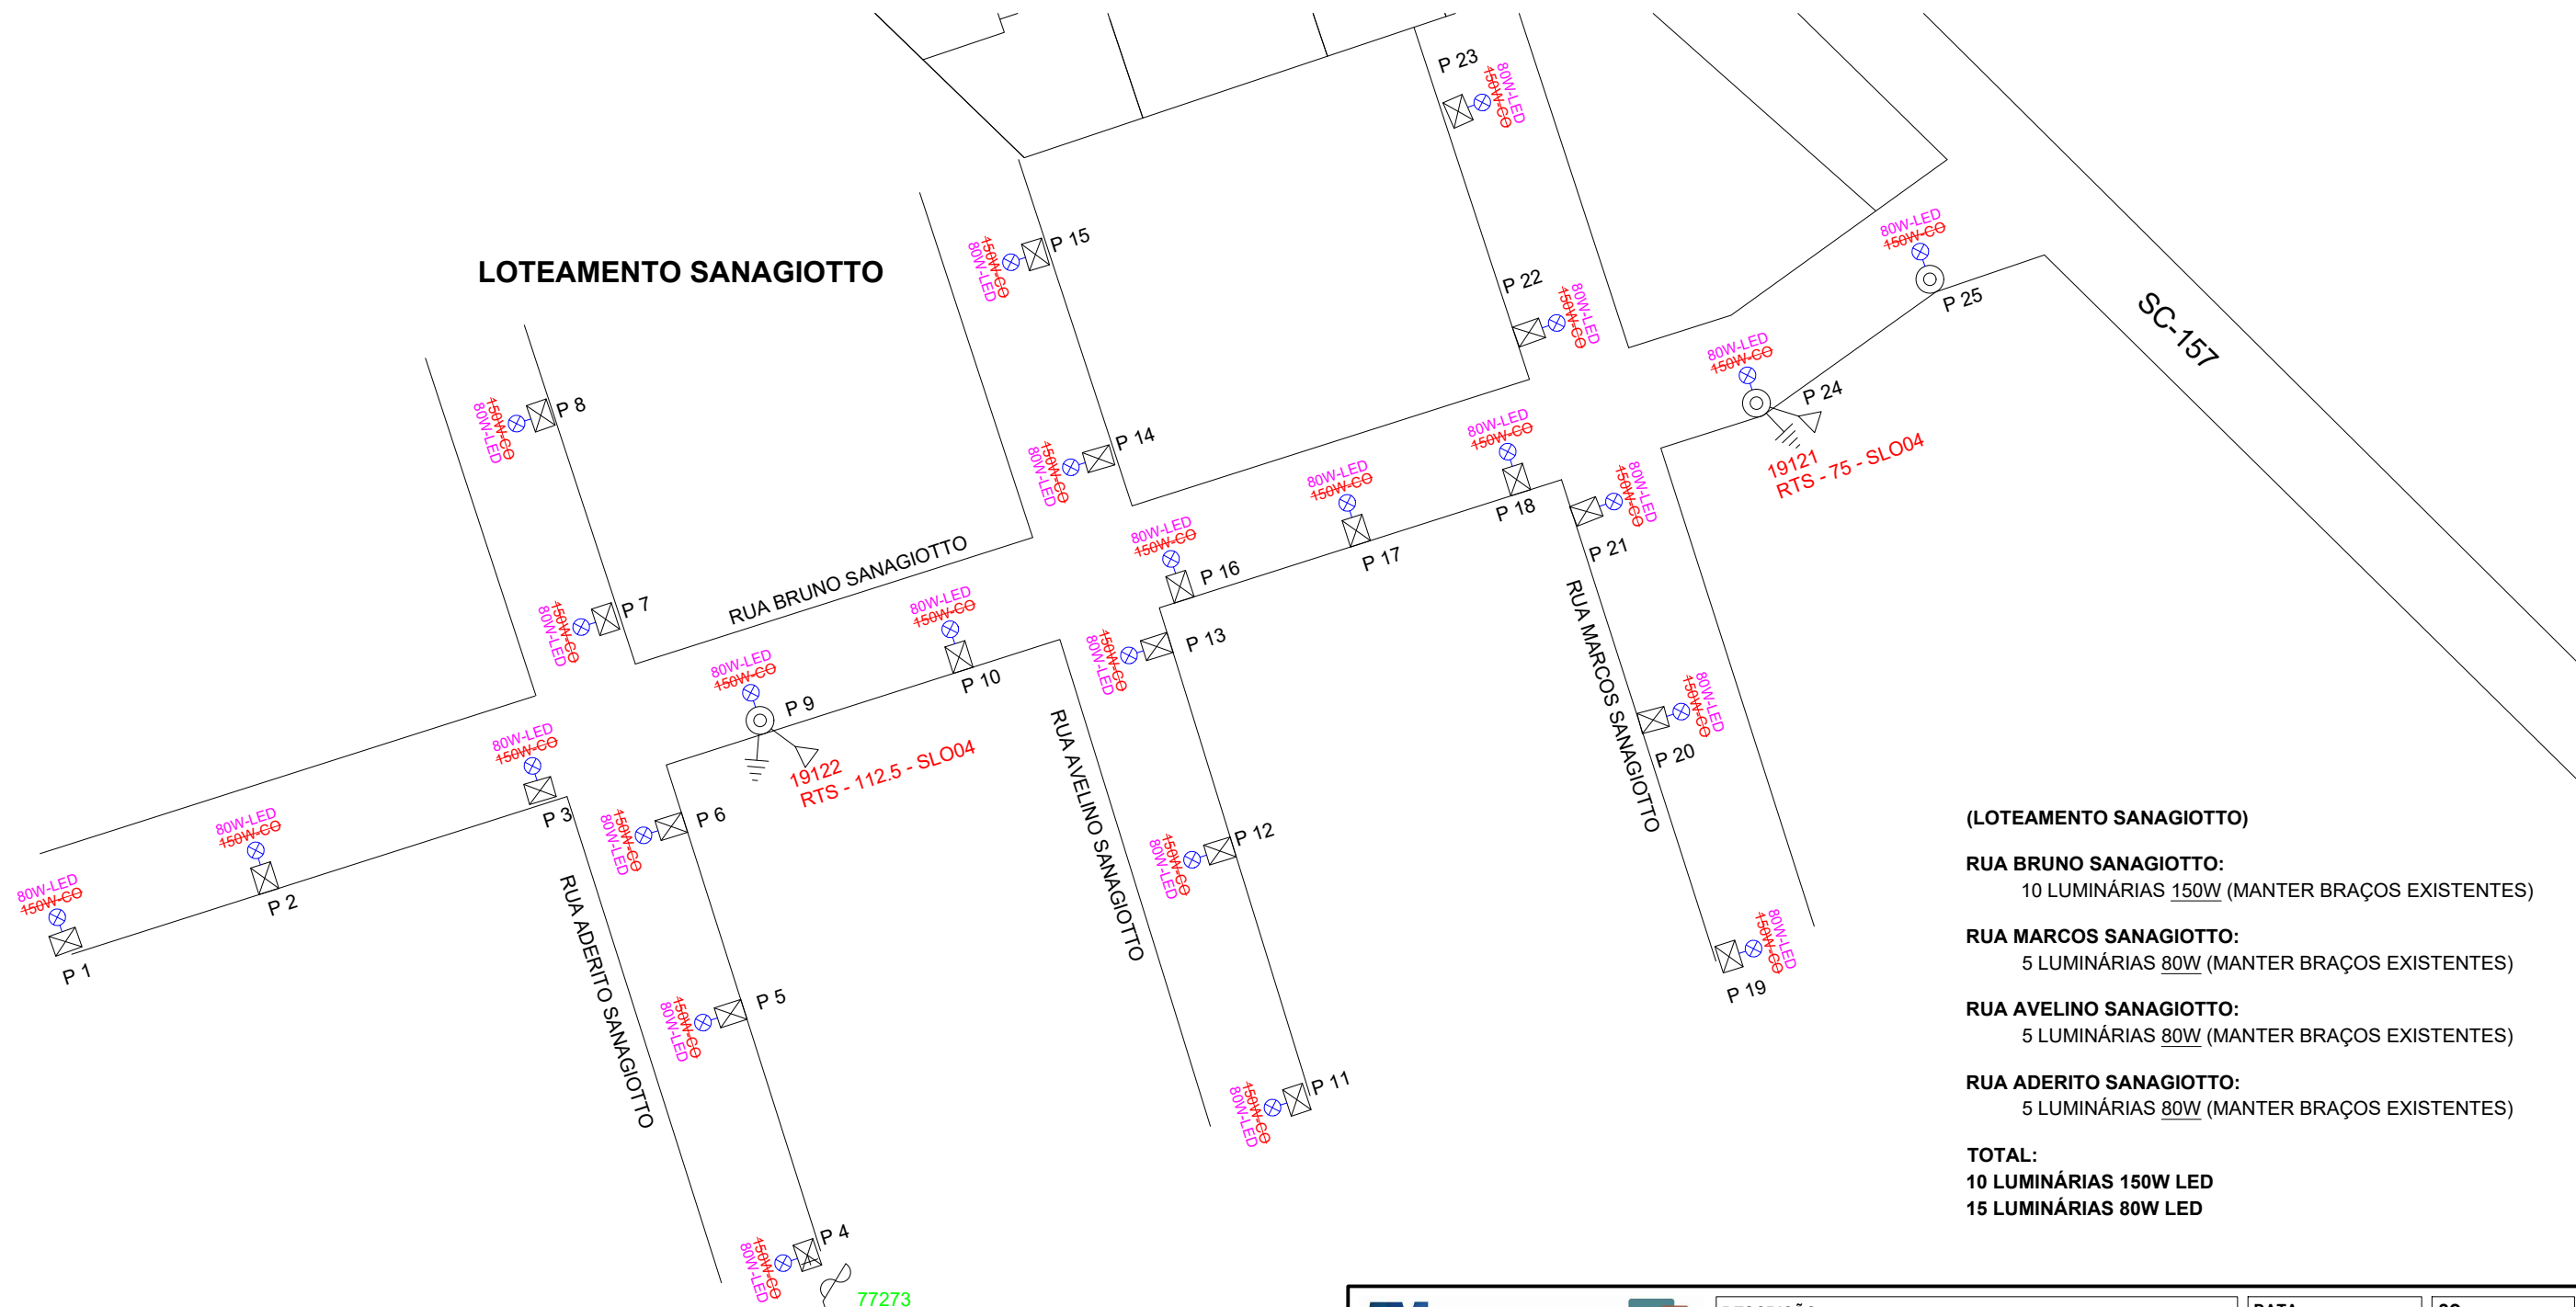 P 23
80W-LED
150W-CO
P 15
150W-CO
80W-LED
LOTEAMENTO SANAGIOTTO
80W-LED
150W-CO
P 25
P 22
80W-LED
150W-CO
SC-157
80W-LED
150W-CO
P 24
19121
RTS - 75 - SLO04
P 8
150W-CO
80W-LED
P 14
150W-CO
80W-LED
80W-LED
150W-CO
P 18
80W-LED
150W-CO
P 17
80W-LED
150W-CO
P 21
80W-LED
150W-CO
P 16
RUA BRUNO SANAGIOTTO
P 7
150W-CO
80W-LED
80W-LED
150W-CO
P 10
P 13
150W-CO
80W-LED
RUA MARCOS SANAGIOTTO
80W-LED
150W-CO
P 9
19122
RTS - 112.5 - SLO04
80W-LED
150W-CO
P 20
80W-LED
150W-CO
P 3
RUA AVELINO SANAGIOTTO
80W-LED
150W-CO
P 2
P 6
150W-CO
80W-LED
P 12
150W-CO
80W-LED
80W-LED
150W-CO
P 1
RUA ADERITO SANAGIOTTO
80W-LED
150W-CO
P 19
P 5
150W-CO
80W-LED
P 11
150W-CO
80W-LED
P 4
150W-CO
80W-LED
77273
(LOTEAMENTO SANAGIOTTO)
RUA BRUNO SANAGIOTTO:
10 LUMINÁRIAS 150W (MANTER BRAÇOS EXISTENTES)
RUA MARCOS SANAGIOTTO:
5 LUMINÁRIAS 80W (MANTER BRAÇOS EXISTENTES)
RUA AVELINO SANAGIOTTO:
5 LUMINÁRIAS 80W (MANTER BRAÇOS EXISTENTES)
RUA ADERITO SANAGIOTTO:
5 LUMINÁRIAS 80W (MANTER BRAÇOS EXISTENTES)
TOTAL:
10 LUMINÁRIAS 150W LED
15 LUMINÁRIAS 80W LED